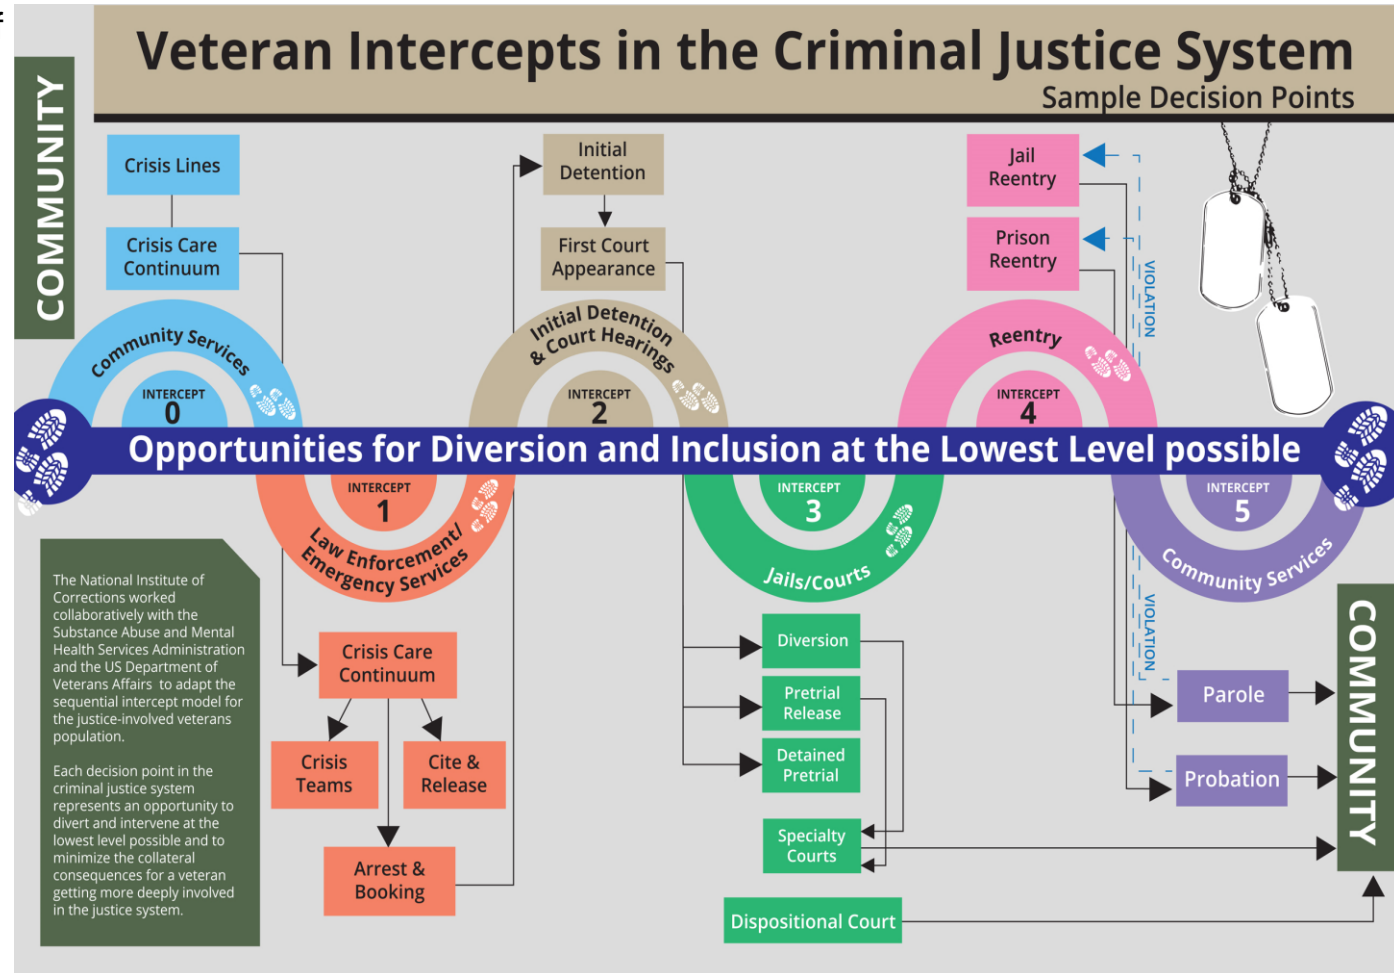 Veteran Intercepts in the Criminal Justice System
Sample Decision Points
COMMUNITY
Crisis Lines
Crisis Care
Continuum
Community Services
INTERCEPT
0
Initial
Detention
First Court
Appearance
Initial Detention
& Court Hearings
INTERCEPT
2
Jail
Reentry
Prison
Reentry
VIOLATION
Reentry
INTERCEPT
4
Opportunities for Diversion and Inclusion at the Lowest Level possible
INTERCEPT
1
Law Enforcement/
Emergency Services
Crisis Care
Continuum
Crisis
Teams
Cite &
Release
Arrest &
Booking
INTERCEPT
3
Jails/Courts
Diversion
Pretrial
Release
Detained
Pretrial
Specialty
Courts
Dispositional Court
INTERCEPT
5
Community Services
VIOLATION
Parole
Probation
COMMUNITY
The National Institute of
Corrections worked
collaboratively with the
Substance Abuse and Mental
Health Services Administration
and the US Department of
Veterans Affairs to adapt the
sequential intercept model for
the justice-involved veterans
population.
Each decision point in the
criminal justice system
represents an opportunity to
divert and intervene at the
lowest level possible and to
minimize the collateral
consequences for a veteran
getting more deeply involved
in the justice system.